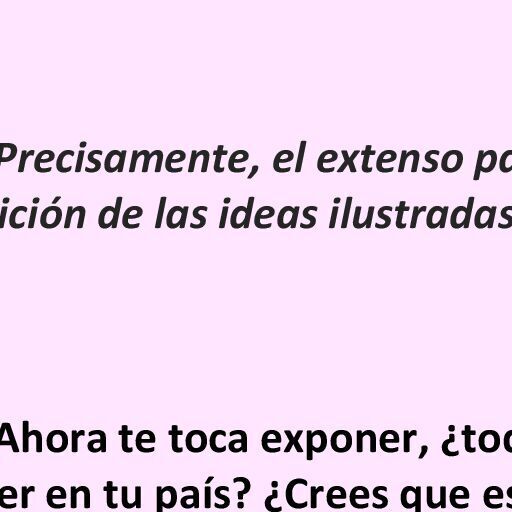 Precisamente, el extenso pa
ición de las ideas ilustradas
Ahora te toca exponer, ¿tod
er en tu país? ¿Crees que es